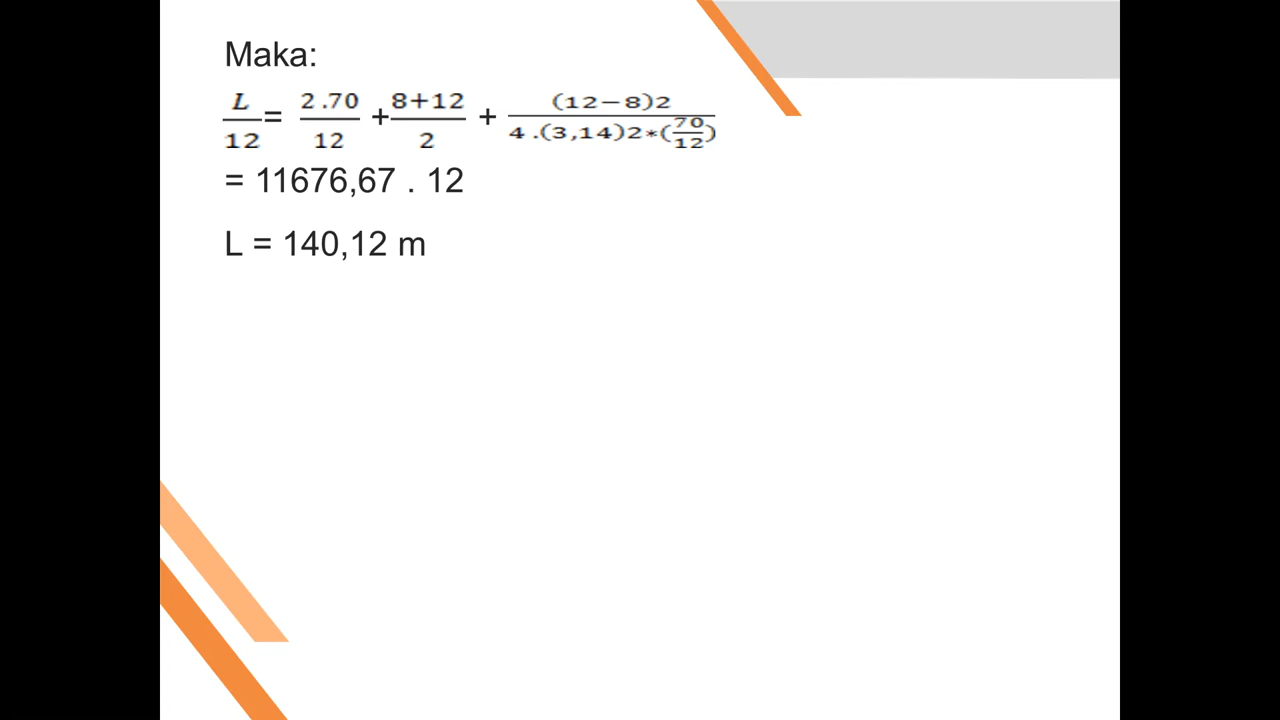 Maka:
L/12 = 2 .70/12 + 8+12/2 + (12−8)2/4 .(3,14)2*(70/12)
= 11676,67 . 12
L = 140,12 m